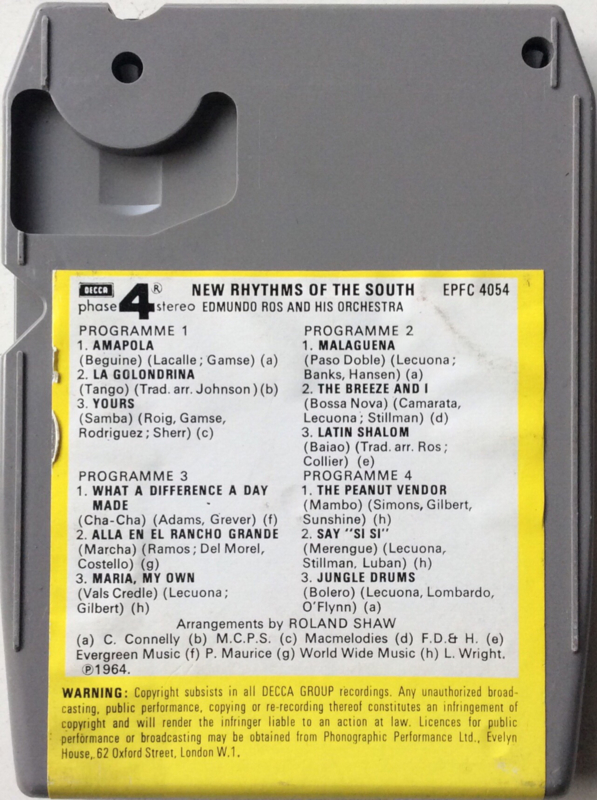 DECCA
phase 4 ® stereo
NEW RHYTHMS OF THE SOUTH EPFC 4054
EDMUNDO ROS AND HIS ORCHESTRA
PROGRAMME 1
1. AMAPOLA
(Beguine) (Lacalle; Gamse) (a)
2. LA GOLONDRINA
(Tango) (Trad. arr. Johnson) (b)
3. YOURS
(Samba) (Roig, Gamse,
Rodriguez; Sherr) (c)
PROGRAMME 2
1. MALAGUENA
(Paso Doble) (Lecuona;
Banks, Hansen) (a)
2. THE BREEZE AND I
(Bossa Nova) (Camarata,
Lecuona; Stillman) (d)
3. LATIN SHALOM
(Baiao) (Trad. arr. Ros;
Collier) (e)
PROGRAMME 3
1. WHAT A DIFFERENCE A DAY
MADE
(Cha-Cha) (Adams, Grever) (f)
2. ALLA EN EL RANCHO GRANDE
(Marcha) (Ramos; Del Morel,
Costello) (g)
3. MARIA, MY OWN
(Vals Credle) (Lecuona;
Gilbert) (h)
PROGRAMME 4
1. THE PEANUT VENDOR
(Mambo) (Simons, Gilbert,
Sunshine) (h)
2. SAY "SI SI"
(Merengue) (Lecuona,
Stillman, Luban) (h)
3. JUNGLE DRUMS
(Bolero) (Lecuona, Lombardo,
O'Flynn) (a)
Arrangements by ROLAND SHAW
(a) C. Connelly (b) M.C.P.S. (c) Macmelodies (d) F.D.& H. (e)
Evergreen Music (f) P. Maurice (g) World Wide Music (h) L. Wright.
℗1964.
WARNING: Copyright subsists in all DECCA GROUP recordings. Any unauthorized broad-
casting, public performance, copying or re-recording thereof constitutes an infringement of
copyright and will render the infringer liable to an action at law. Licences for public
performance or broadcasting may be obtained from Phonographic Performance Ltd., Evelyn
House, 62 Oxford Street, London W.1.